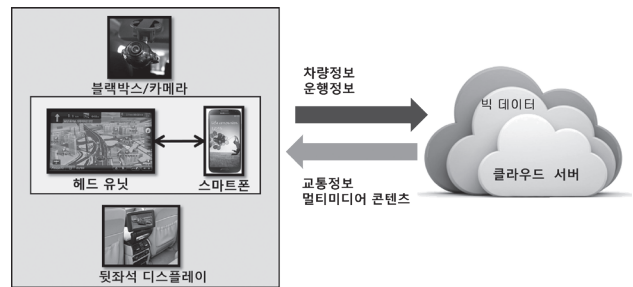 블랙박스/카메라
헤드 유닛
스마트폰
뒷좌석 디스플레이
차량정보
운행정보
교통정보
멀티미디어 콘텐츠
빅 데이터
클라우드 서버